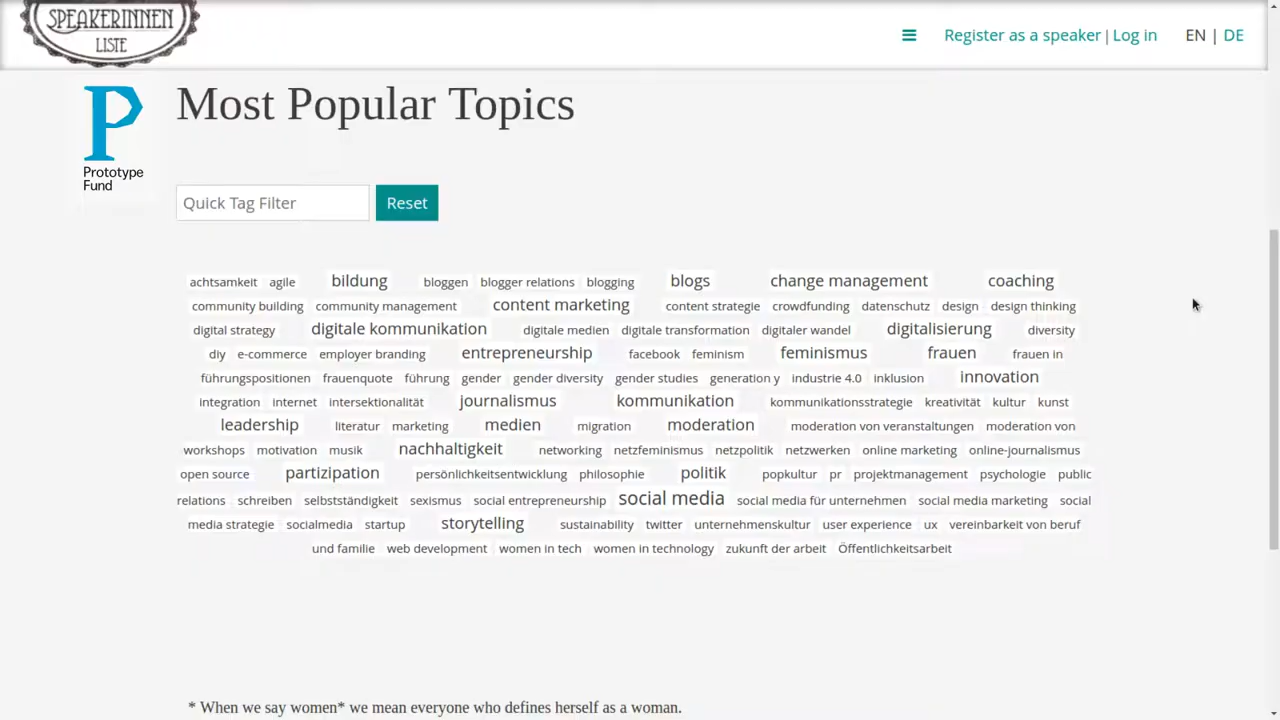 SPEAKERINNEN
LISTE
Register as a speaker | Log in EN | DE
Prototype
Fund
Most Popular Topics
Quick Tag Filter Reset
achtsamkeit agile bildung bloggen blogger relations blogging blogs change management coaching
community building community management content marketing content strategie crowdfunding datenschutz design design thinking
digital strategy digitale kommunikation digitale medien digitale transformation digitaler wandel digitalisierung diversity
diy e-commerce employer branding entrepreneurship facebook feminism feminismus frauen frauen in
führungspositionen frauenquote führung gender gender diversity gender studies generation y industrie 4.0 inklusion innovation
integration internet intersektionalität journalismus kommunikation kommunikationsstrategie kreativität kultur kunst
leadership literatur marketing medien migration moderation moderation von veranstaltungen moderation von
workshops motivation musik nachhaltigkeit networking netzfeminismus netzpolitik netzwerken online marketing online-journalismus
open source partizipation persönlichkeitsentwicklung philosophie politik popkultur pr projektmanagement psychologie public
relations schreiben selbstständigkeit sexismus social entrepreneurship social media social media für unternehmen social media marketing social
media strategie socialmedia startup storytelling sustainability twitter unternehmenskultur user experience ux vereinbarkeit von beruf
und familie web development women in tech women in technology zukunft der arbeit Öffentlichkeitsarbeit
* When we say women* we mean everyone who defines herself as a woman.